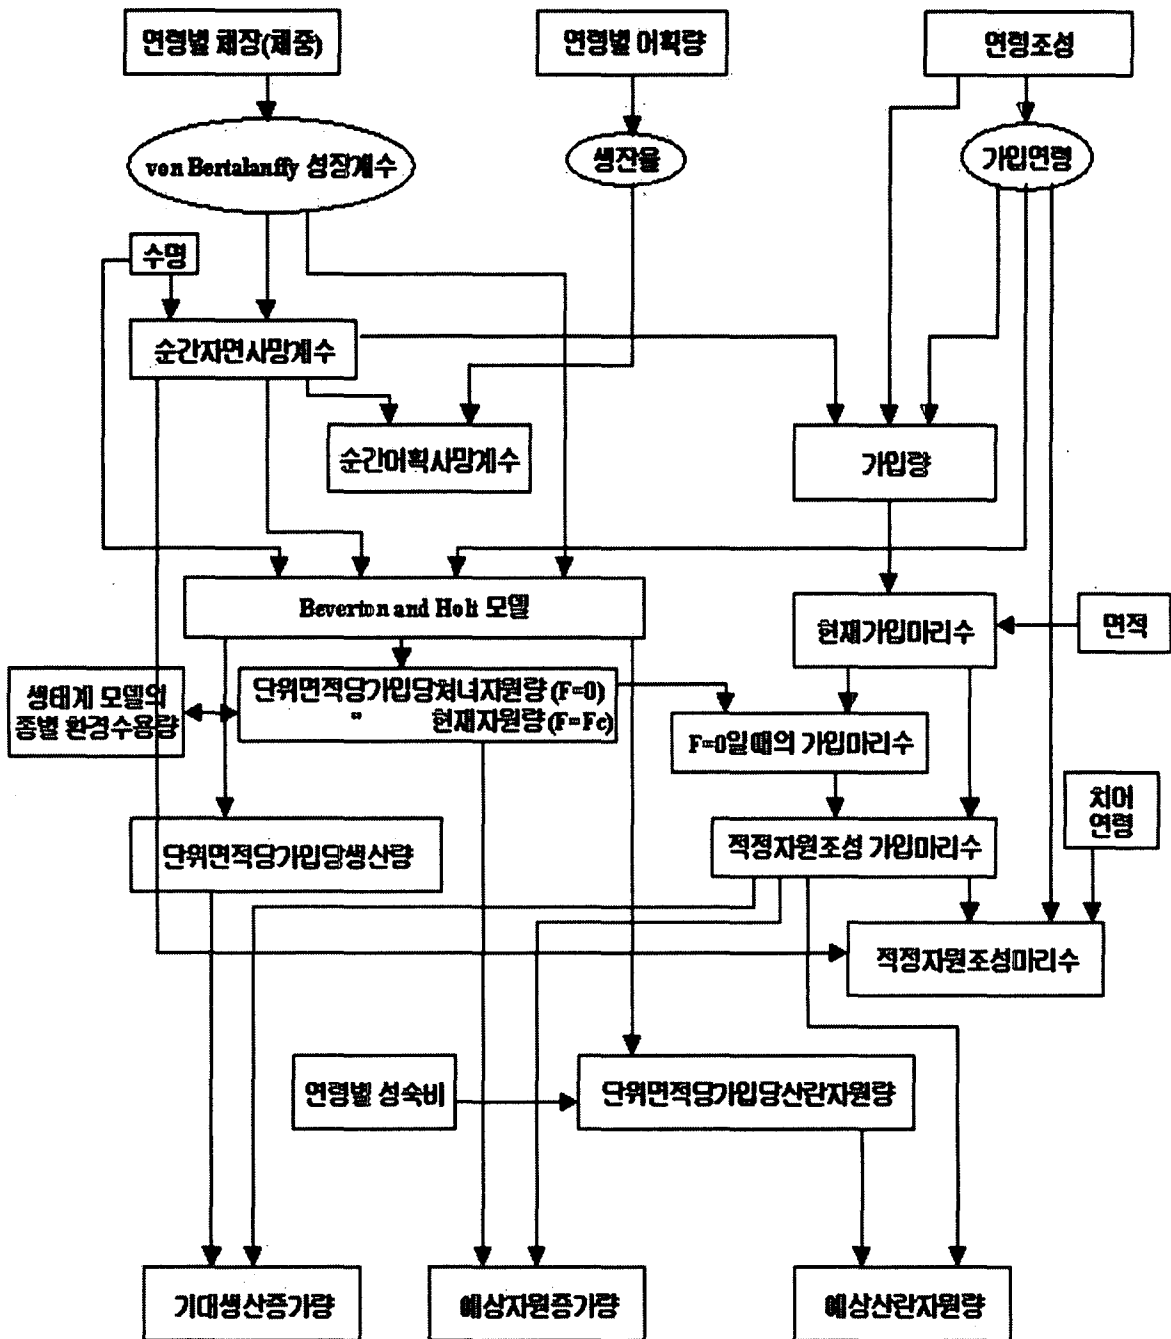 연령별 체장(체중)
연령별 어획량
연령조성
von Bertalanffy 성장계수
생잔율
가입연령
수명
순간자연사망계수
순간어획사망계수
가입량
Beverton and Holt 모델
현재가입마리수
면적
생태계 모델의
종별 환경수용량
단위면적당가입당처녀자원량 (F=0)
" 현재자원량 (F=Fc)
F=0일때의 가입마리수
치어
연령
단위면적당가입당생산량
적정자원조성 가입마리수
적정자원조성마리수
연령별 성숙비
단위면적당가입당산란자원량
기대생산증가량
예상자원증가량
예상산란자원량